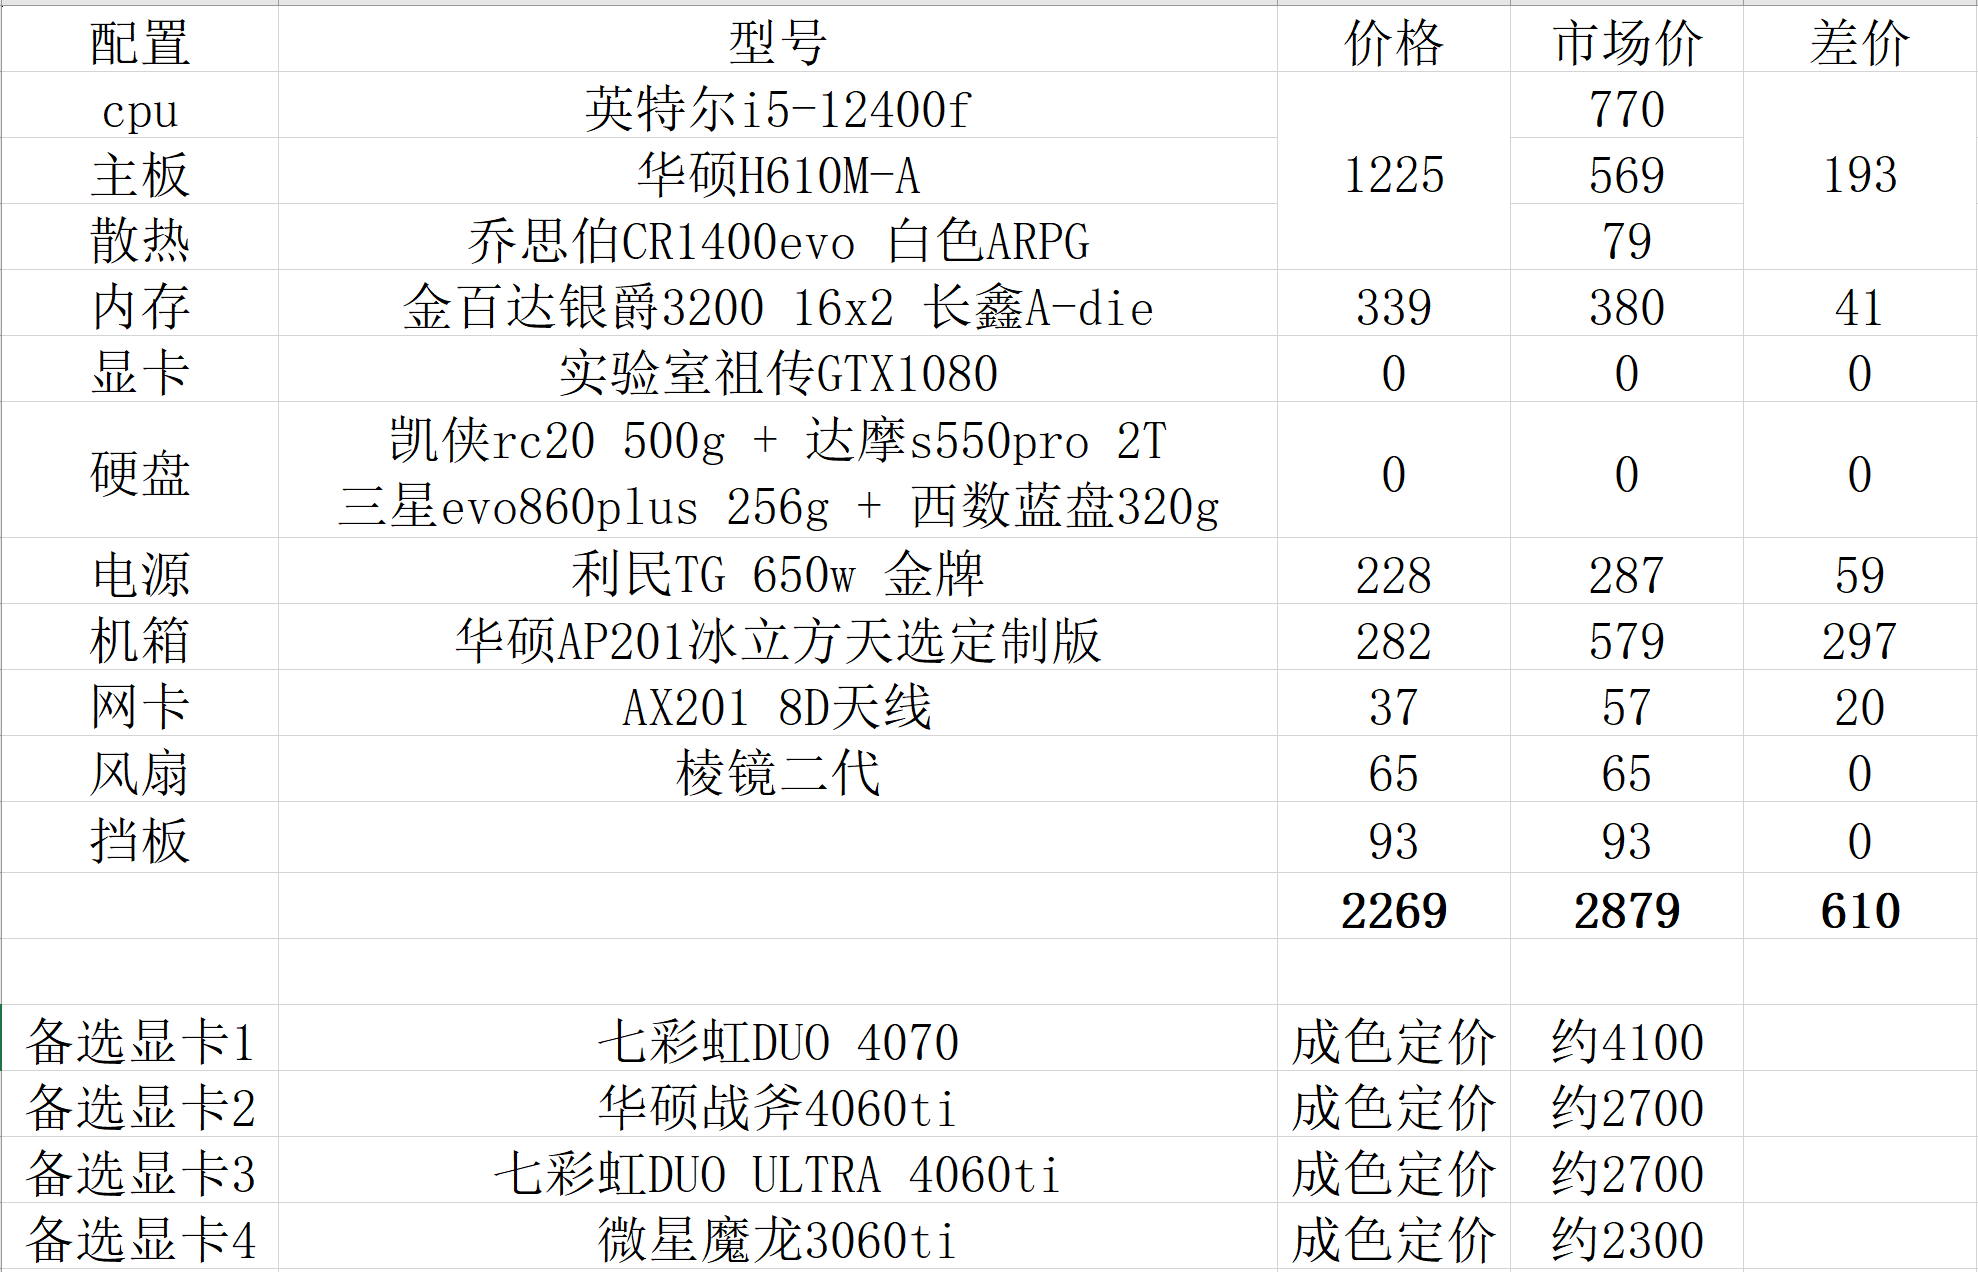 配置 型号 价格 市场价 差价
cpu 英特尔i5-12400f 770
主板 华硕H610M-A 1225 569 193
散热 乔思伯CR1400evo 白色ARPG 79
内存 金百达银爵3200 16x2 长鑫A-die 339 380 41
显卡 实验室祖传GTX1080 0 0 0
凯侠rc20 500g + 达摩s550pro 2T
硬盘 0 0 0
三星evo860plus 256g + 西数蓝盘320g
电源 利民TG 650w 金牌 228 287 59
机箱 华硕AP201冰立方天选定制版 282 579 297
网卡 AX201 8D天线 37 57 20
风扇 棱镜二代 65 65 0
挡板 93 93 0
2269 2879 610
备选显卡1 七彩虹DUO 4070 成色定价 约4100
备选显卡2 华硕战斧4060ti 成色定价 约2700
备选显卡3 七彩虹DUO ULTRA 4060ti 成色定价 约2700
备选显卡4 微星魔龙3060ti 成色定价 约2300